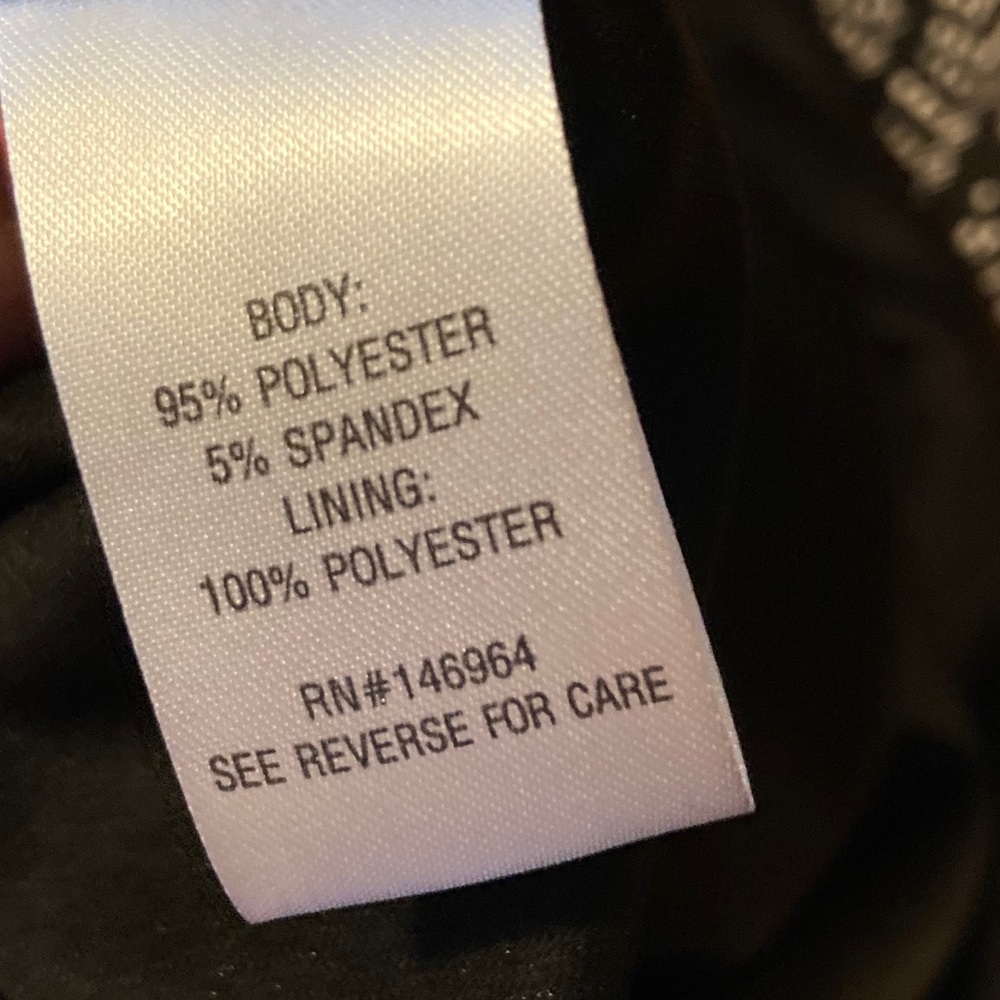 BODY:
95% POLYESTER
5% SPANDEX
LINING:
100% POLYESTER
RN#146964
SEE REVERSE FOR CARE